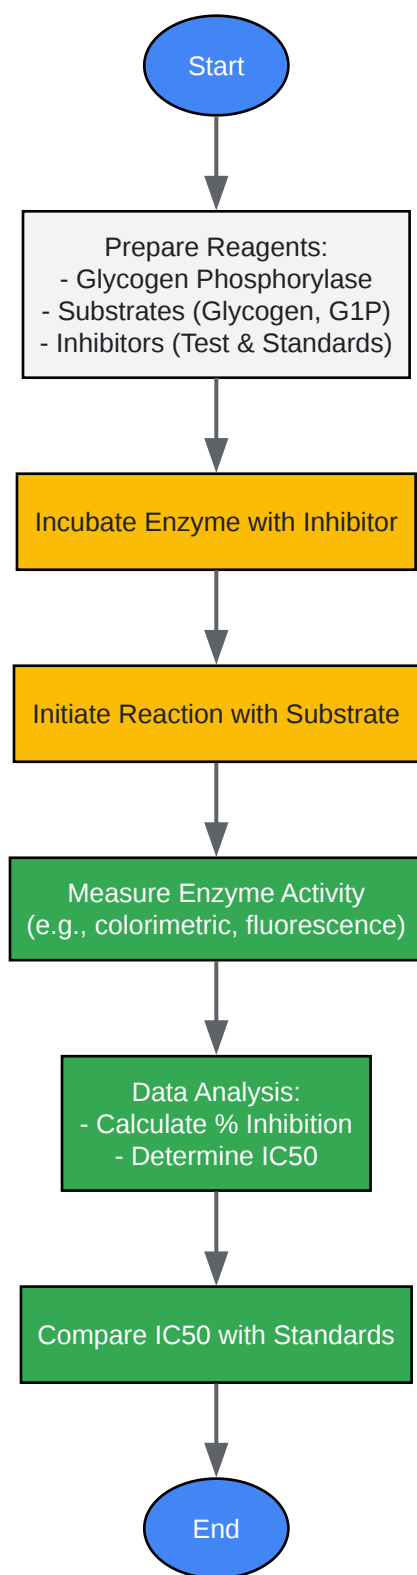 Start
Prepare Reagents:
- Glycogen Phosphorylase
- Substrates (Glycogen, G1P)
- Inhibitors (Test & Standards)
Incubate Enzyme with Inhibitor
Initiate Reaction with Substrate
Measure Enzyme Activity
(e.g., colorimetric, fluorescence)
Data Analysis:
- Calculate % Inhibition
- Determine IC50
Compare IC50 with Standards
End